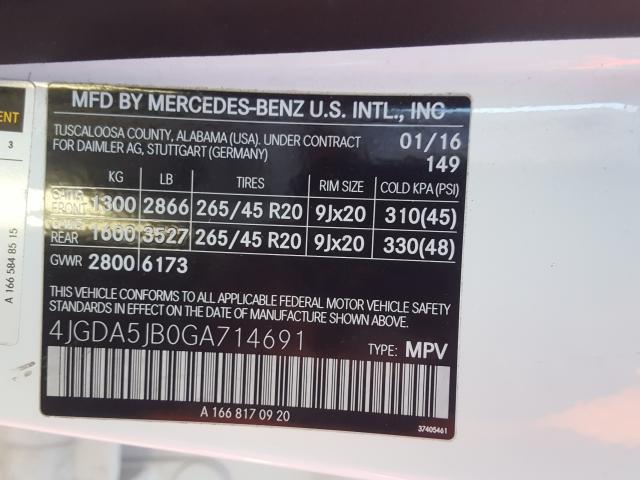 MFD BY MERCEDES-BENZ U.S. INTL., INC
TUSCALOOSA COUNTY, ALABAMA (USA). UNDER CONTRACT 01/16
FOR DAIMLER AG, STUTTGART (GERMANY) 149
KG LB TIRES RIM SIZE COLD KPA (PSI)
FRONT 1300 2866 265/45 R20 9Jx20 310(45)
REAR 1600 3527 265/45 R20 9Jx20 330(48)
GVWR 2800 6173
THIS VEHICLE CONFORMS TO ALL APPLICABLE FEDERAL MOTOR VEHICLE SAFETY
STANDARDS IN EFFECT ON THE DATE OF MANUFACTURE SHOWN ABOVE.
4JGDA5JB0GA714691 TYPE: MPV
A 166 817 09 20
37405461
3
A 166 584 85 15